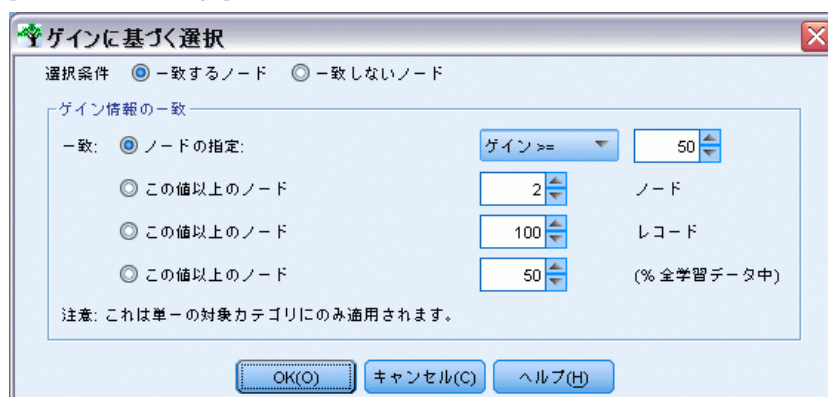 ゲインに基づく選択
選択条件 一致するノード 一致しないノード
ゲイン情報の一致
一致: ノードの指定: ゲイン >= 50
この値以上のノード 2 ノード
この値以上のノード 100 レコード
この値以上のノード 50 (% 全学習データ中)
注意: これは単一の対象カテゴリにのみ適用されます。
OK(O) キャンセル(C) ヘルプ(H)